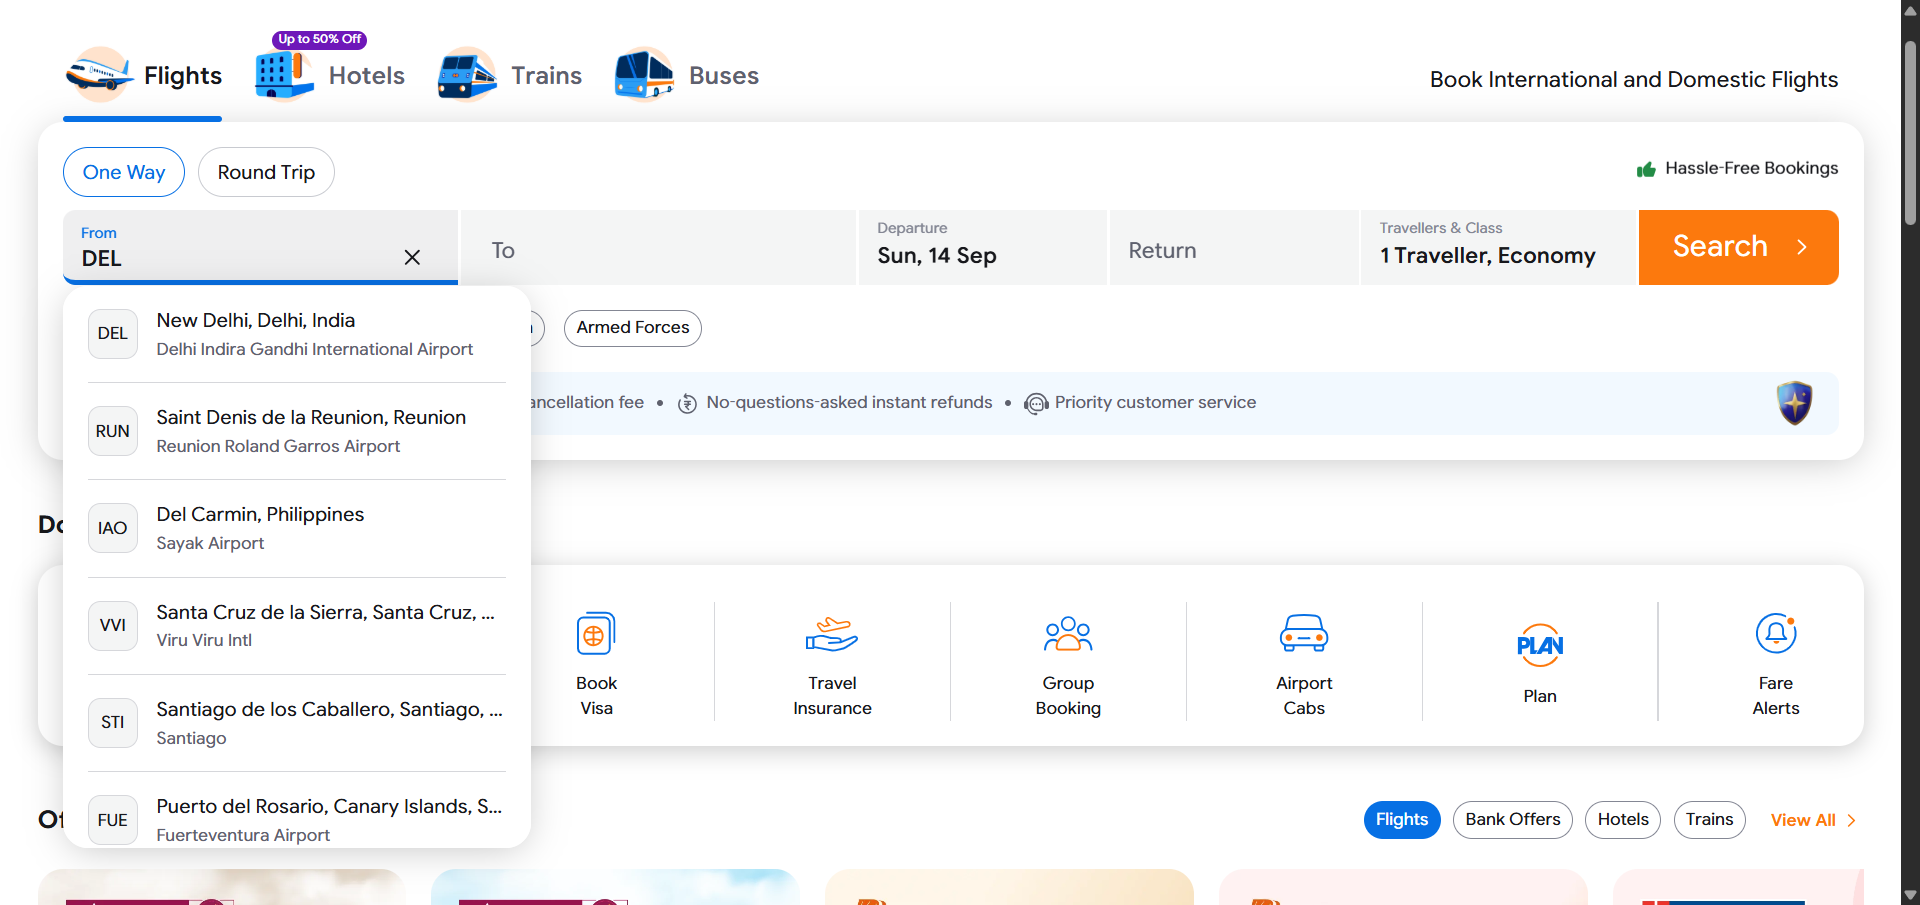 Up to 50% Off
Flights
Hotels
Trains
Buses
Book International and Domestic Flights
One Way
Round Trip
Hassle-Free Bookings
From
DEL
To
Departure
Sun, 14 Sep
Return
Travellers & Class
1 Traveller, Economy
Search
DEL
New Delhi, Delhi, India
Delhi Indira Gandhi International Airport
Armed Forces
ancellation fee • No-questions-asked instant refunds • Priority customer service
RUN
Saint Denis de la Reunion, Reunion
Reunion Roland Garros Airport
IAO
Del Carmin, Philippines
Sayak Airport
VVI
Santa Cruz de la Sierra, Santa Cruz, ...
Viru Viru Intl
STI
Santiago de los Caballero, Santiago, ...
Santiago
FUE
Puerto del Rosario, Canary Islands, S...
Fuerteventura Airport
Book
Visa
Travel
Insurance
Group
Booking
Airport
Cabs
PLAN
Plan
Fare
Alerts
Flights
Bank Offers
Hotels
Trains
View All